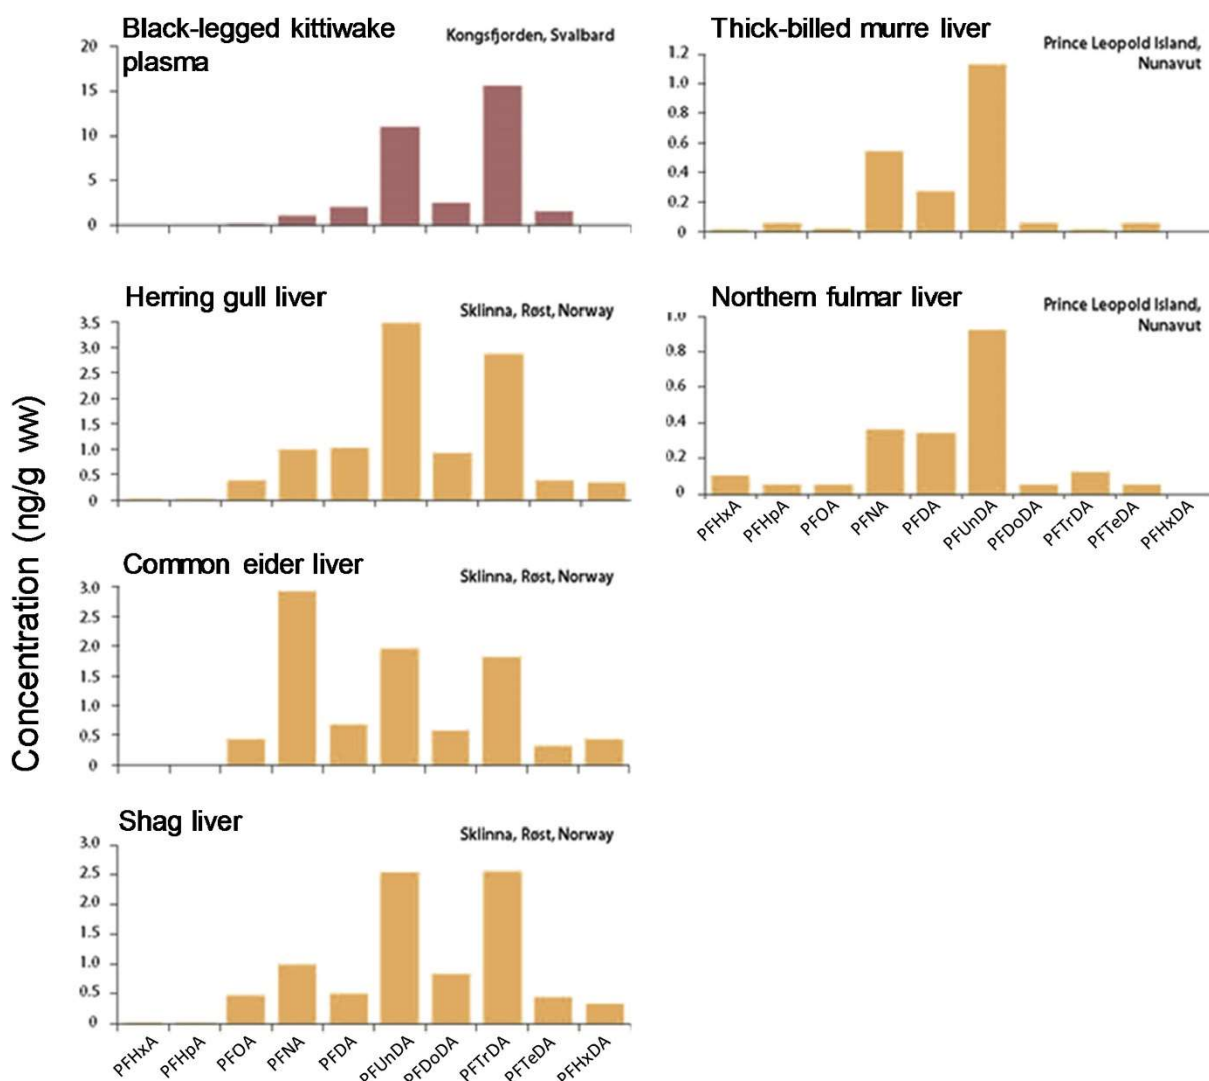 Concentration (ng/g ww)
Black-legged kittiwake
plasma
Kongsfjorden, Svalbard
20
15
10
5
0
Thick-billed murre liver
Prince Leopold Island,
Nunavut
1.2
1.0
0.8
0.6
0.4
0.2
0
Herring gull liver
Sklinna, Røst, Norway
3.5
3.0
2.5
2.0
1.5
1.0
0.5
0
Northern fulmar liver
Prince Leopold Island,
Nunavut
1.0
0.8
0.6
0.4
0.2
0
PFHxA PFHpA PFOA PFNA PFDA PFUnDA PFDoDA PFTrDA PFTeDA PFHxDA
Common eider liver
Sklinna, Røst, Norway
3.0
2.5
2.0
1.5
1.0
0.5
0
Shag liver
Sklinna, Røst, Norway
3.0
2.5
2.0
1.5
1.0
0.5
0
PFHxA PFHpA PFOA PFNA PFDA PFUnDA PFDoDA PFTrDA PFTeDA PFHxDA